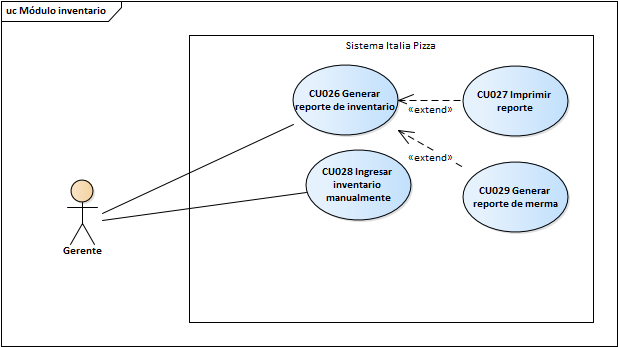 uc Módulo inventario
Sistema Italia Pizza
CU026 Generar
reporte de inventario
CU027 Imprimir
reporte
«extend»
«extend»
CU028 Ingresar
inventario
manualmente
CU029 Generar
reporte de merma
Gerente